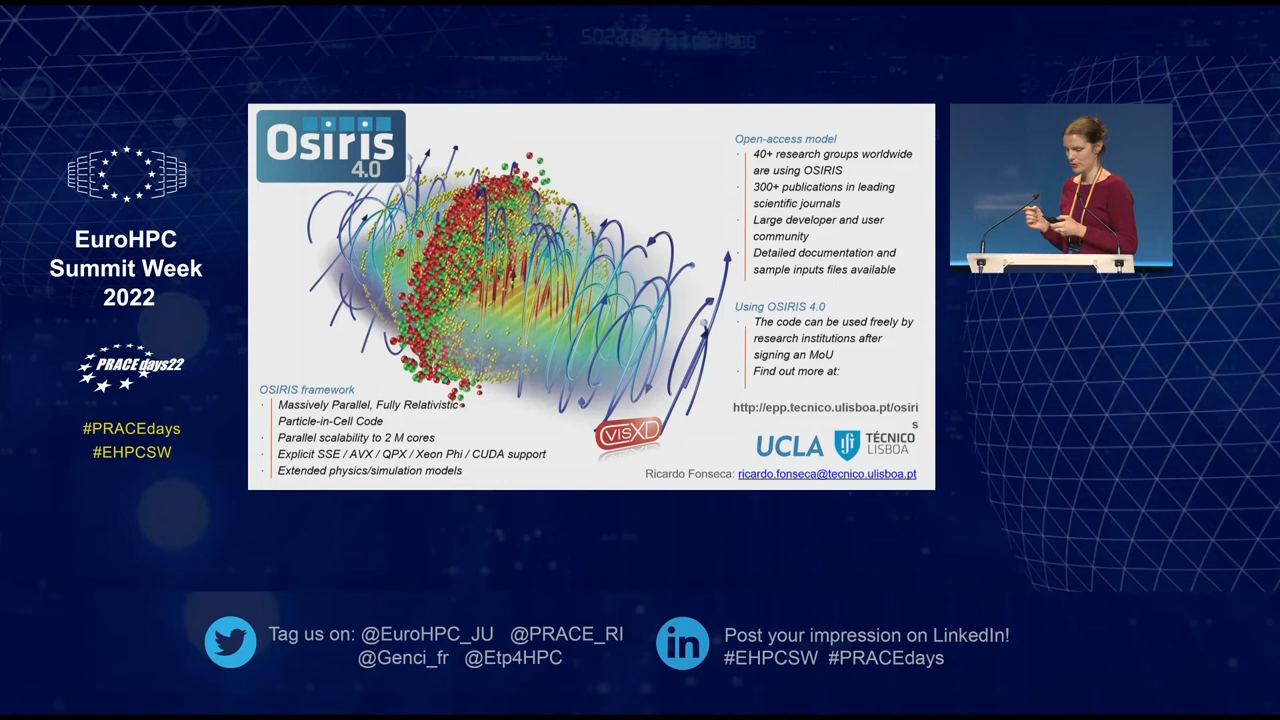 EuroHPC
Summit Week
2022
PRACEdays22
#PRACEdays
#EHPCSW
Osiris
4.0
OSIRIS framework
· Massively Parallel, Fully Relativistic
Particle-in-Cell Code
· Parallel scalability to 2 M cores
· Explicit SSE / AVX / QPX / Xeon Phi / CUDA support
· Extended physics/simulation models
Open-access model
· 40+ research groups worldwide
are using OSIRIS
· 300+ publications in leading
scientific journals
· Large developer and user
community
· Detailed documentation and
sample inputs files available
Using OSIRIS 4.0
· The code can be used freely by
research institutions after
signing an MoU
· Find out more at:
http://epp.tecnico.ulisboa.pt/osiri
s
visXD
UCLA
TÉCNICO
LISBOA
Ricardo Fonseca: ricardo.fonseca@tecnico.ulisboa.pt
Tag us on: @EuroHPC_JU @PRACE_RI
@Genci_fr @Etp4HPC
in
Post your impression on LinkedIn!
#EHPCSW #PRACEdays